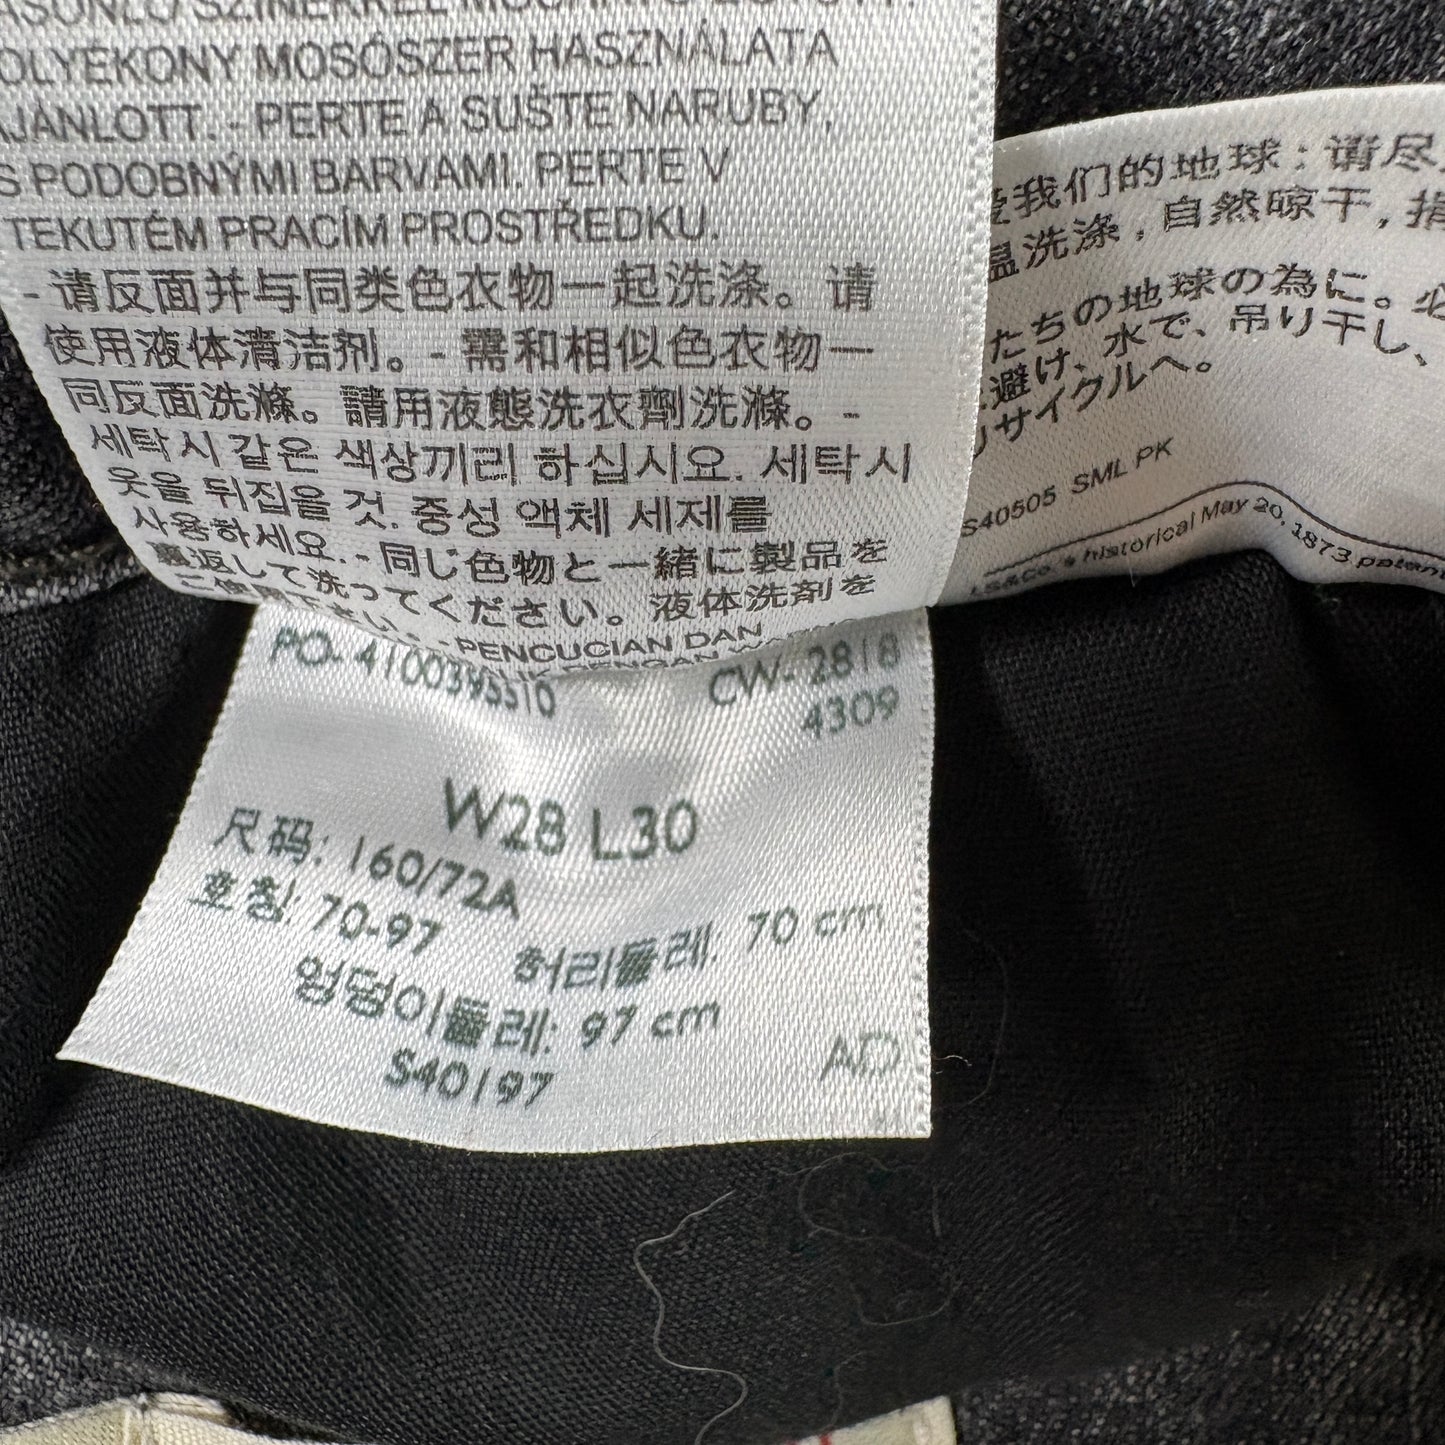 OLYEKONY MOSÓSZER HASZNÁLATA
AJÁNLOTT. - PERTE A SUŠTE NARUBY,
S PODOBNÝMI BARVAMI. PERTE V
TEKUTÉM PRACÍM PROSTŘEDKU.
- 请反面并与同类色衣物一起洗涤。请
使用液体清洁剂。- 需和相似色衣物一
同反面洗滌。請用液態洗衣劑洗滌。-
세탁시 같은 색상끼리 하십시요. 세탁시
옷을 뒤집을 것. 중성 액체 세제를
사용하세요. - 同じ色物と一緒に製品を
裏返して洗ってください。液体洗剤を
- PENCUCIAN DAN
爱我们的地球：请尽
温洗涤，自然晾干，捐
たちの地球の為に。必
避け、水で、吊り干し、
リサイクルへ。
S40505 SML PK
LS&Co.'s historical May 20, 1873 patent
PO- 4100395510
CW- 2818
4309
W28 L30
尺码: 160/72A
호칭: 70-97
허리둘레: 70 cm
엉덩이둘레: 97 cm
S40197
AD